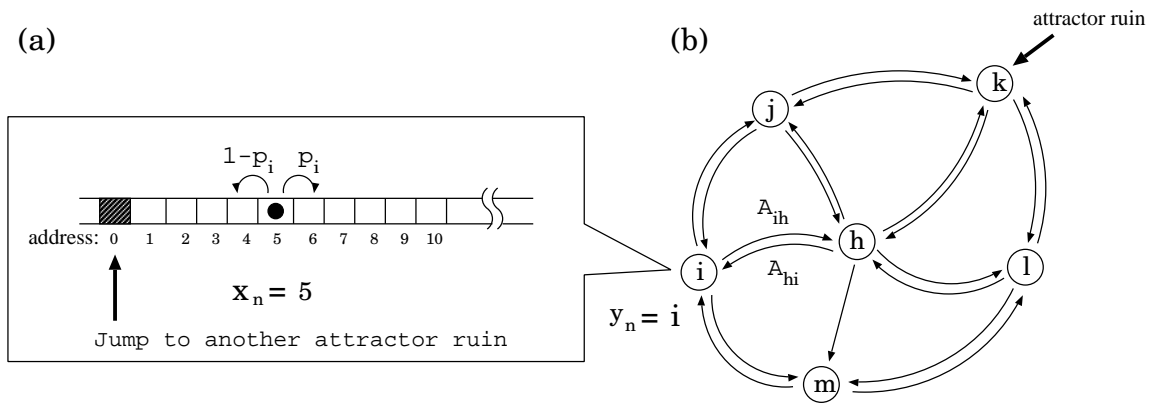 (a)
1-p_i p_i
address: 0 1 2 3 4 5 6 7 8 9 10
x_n = 5
Jump to another attractor ruin
(b)
attractor ruin
k
j
A_ih
h
A_hi
i
l
y_n = i
m